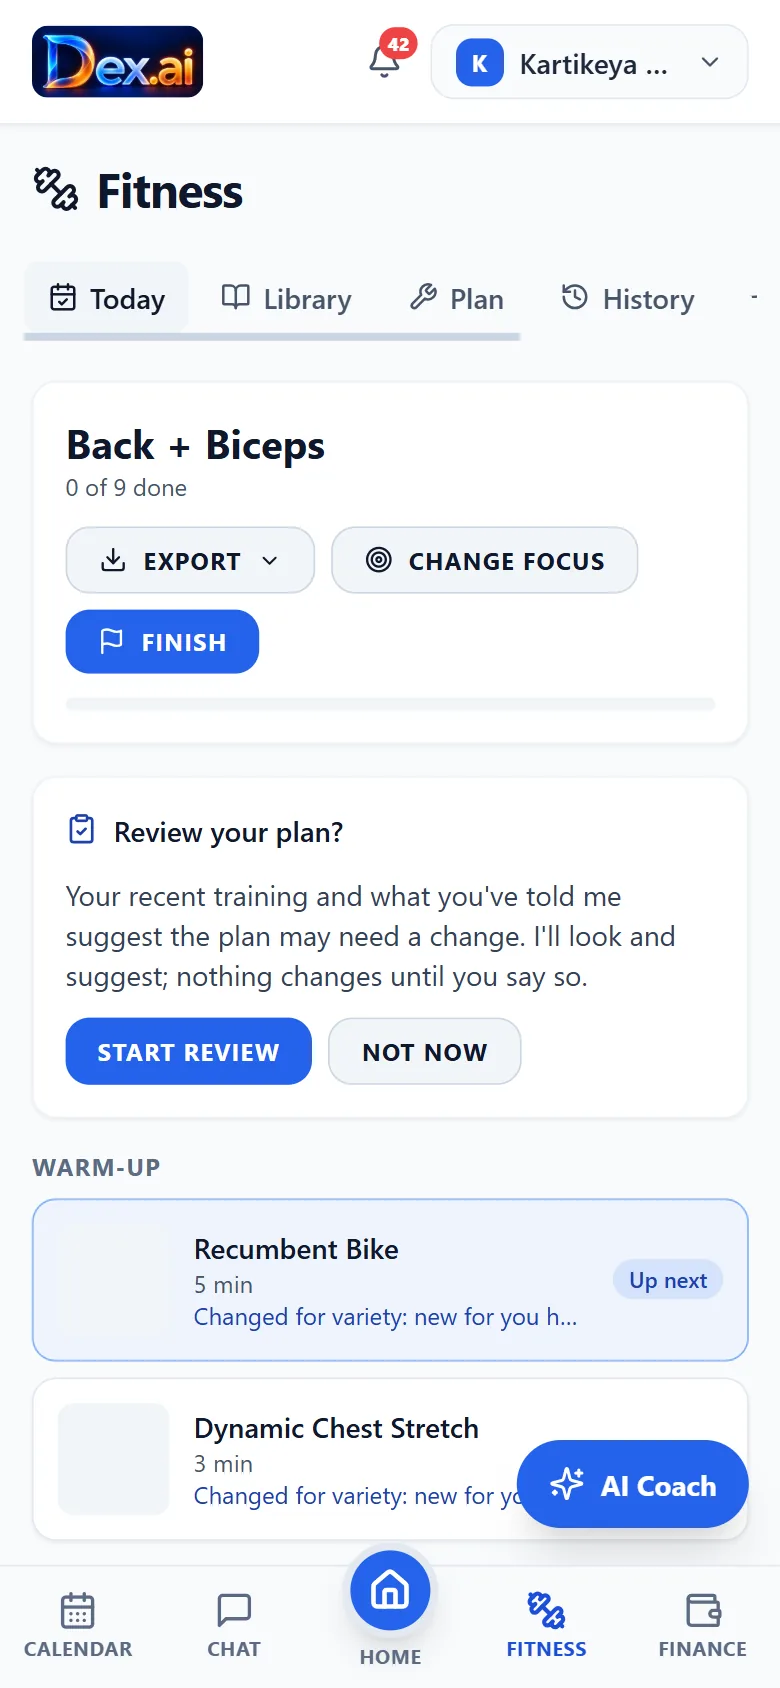 Dex.ai
42
K
Kartikeya ...
Fitness
Today
Library
Plan
History
Back + Biceps
0 of 9 done
EXPORT
CHANGE FOCUS
FINISH
Review your plan?
Your recent training and what you've told me
suggest the plan may need a change. I'll look and
suggest; nothing changes until you say so.
START REVIEW
NOT NOW
WARM-UP
Recumbent Bike
5 min
Up next
Changed for variety: new for you h...
Dynamic Chest Stretch
3 min
Changed for variety: new for
AI Coach
CALENDAR
CHAT
HOME
FITNESS
FINANCE